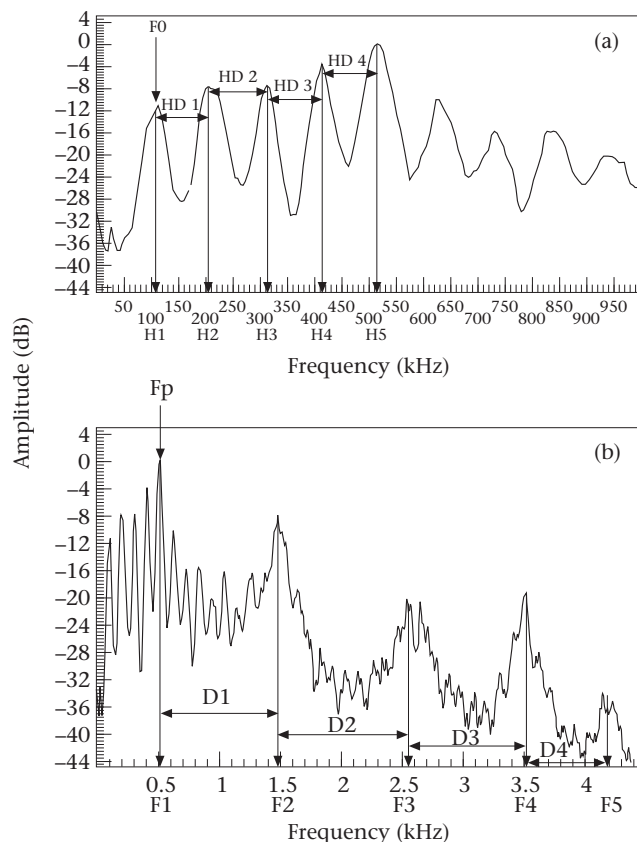 4
F0
(a)
0
HD 4
−4
HD 2
−8
HD 1
HD 3
−12
−16
−20
−24
−28
−32
−36
−40
−44
50 150 250 350 450 550 650 750 850 950
100 200 300 400 500 600 700 800 900
H1 H2 H3 H4 H5
Frequency (kHz)
Amplitude (dB)
Fp
4
(b)
0
−4
−8
−12
−16
−20
−24
−28
−32
D1
−36
D2
D3
−40
D4
−44
0.5 1 1.5 2 2.5 3 3.5 4
F1 F2 F3 F4 F5
Frequency (kHz)